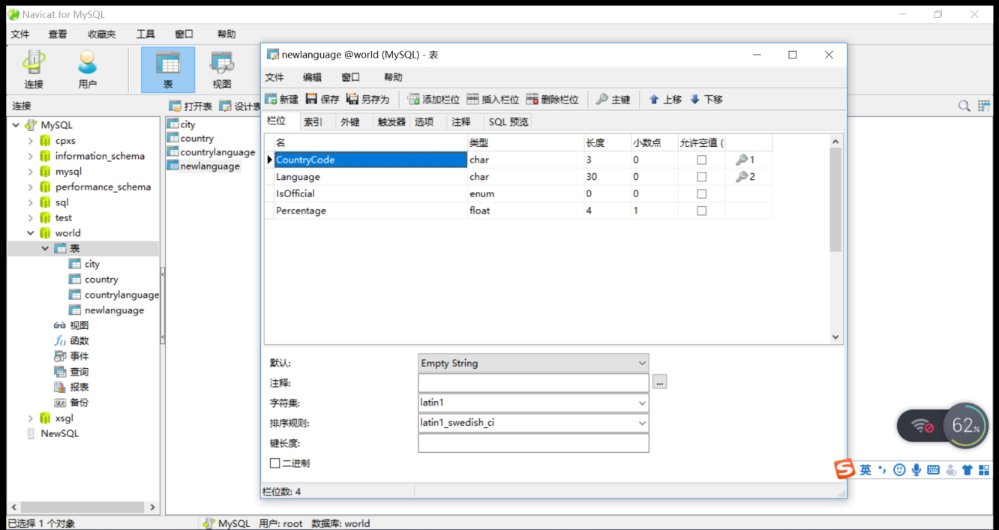 Navicat for MySQL
文件 查看 收藏夹 工具 窗口 帮助
连接 用户 表 视图
连接
打开表 设计表
MySQL
cpxs
information_schema
mysql
performance_schema
sql
test
world
表
city
country
countrylanguage
newlanguage
视图
函数
事件
查询
报表
备份
xsgl
NewSQL
city
country
countrylanguage
newlanguage
newlanguage @world (MySQL) - 表
文件 编辑 窗口 帮助
新建 保存 另存为 添加栏位 插入栏位 删除栏位 主键 上移 下移
栏位 索引 外键 触发器 选项 注释 SQL 预览
名 类型 长度 小数点 允许空值 (
CountryCode char 3 0 1
Language char 30 0 2
IsOfficial enum 0 0
Percentage float 4 1
默认: Empty String
注释: ...
字符集: latin1
排序规则: latin1_swedish_ci
键长度:
二进制
栏位数: 4
62%
英
已选择 1 个对象 MySQL 用户: root 数据库: world